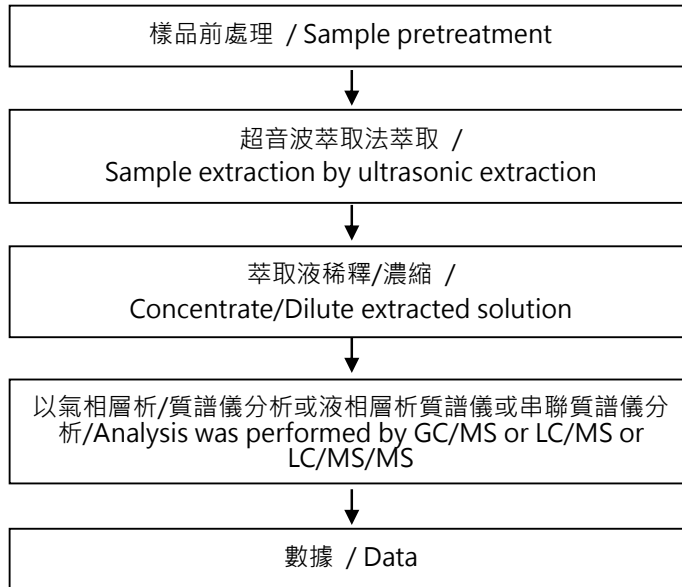 樣品前處理 / Sample pretreatment
超音波萃取法萃取 /
Sample extraction by ultrasonic extraction
萃取液稀釋/濃縮 /
Concentrate/Dilute extracted solution
以氣相層析/質譜儀分析或液相層析質譜儀或串聯質譜儀分
析/Analysis was performed by GC/MS or LC/MS or
LC/MS/MS
數據 / Data